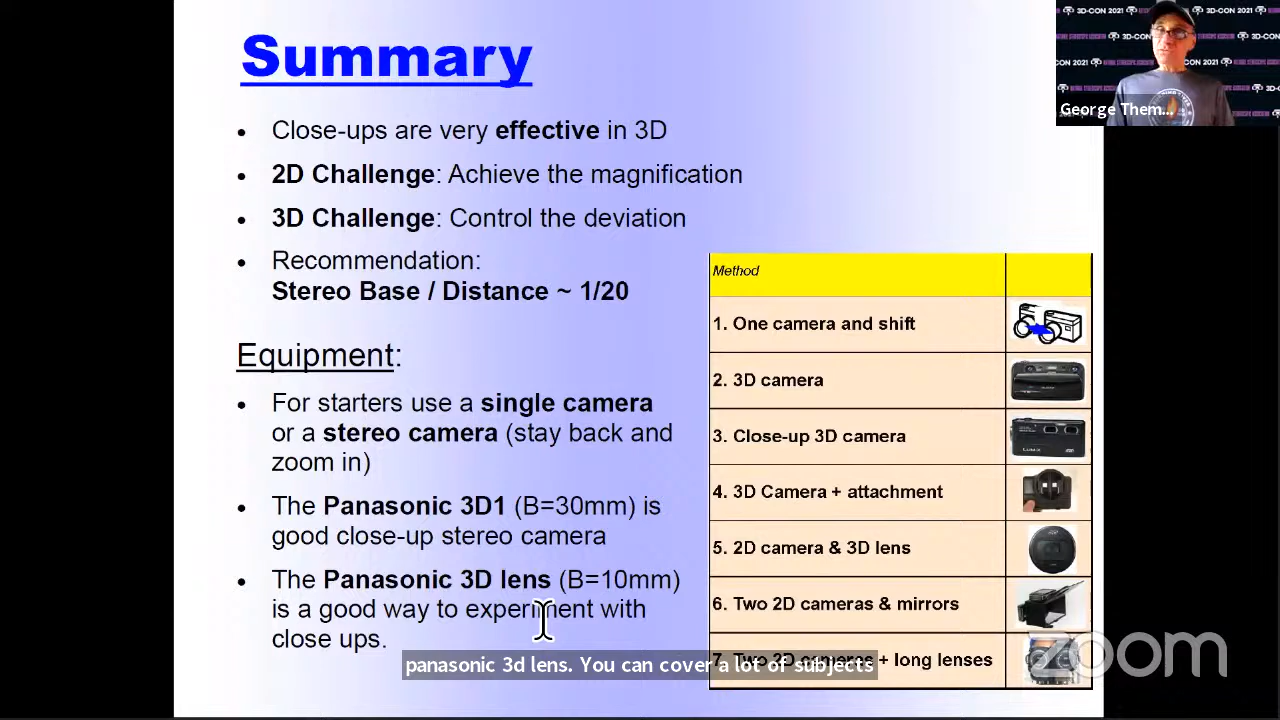 Summary
• Close-ups are very effective in 3D
• 2D Challenge: Achieve the magnification
• 3D Challenge: Control the deviation
• Recommendation:
Stereo Base / Distance ~ 1/20
Equipment:
• For starters use a single camera
or a stereo camera (stay back and
zoom in)
• The Panasonic 3D1 (B=30mm) is
good close-up stereo camera
• The Panasonic 3D lens (B=10mm)
is a good way to experiment with
close ups.
Method
1. One camera and shift
2. 3D camera
3. Close-up 3D camera
4. 3D Camera + attachment
5. 2D camera & 3D lens
6. Two 2D cameras & mirrors
7. Two 2D cameras + long lenses
panasonic 3d lens. You can cover a lot of subjects
zoom
3D-CON 2021
George Them...